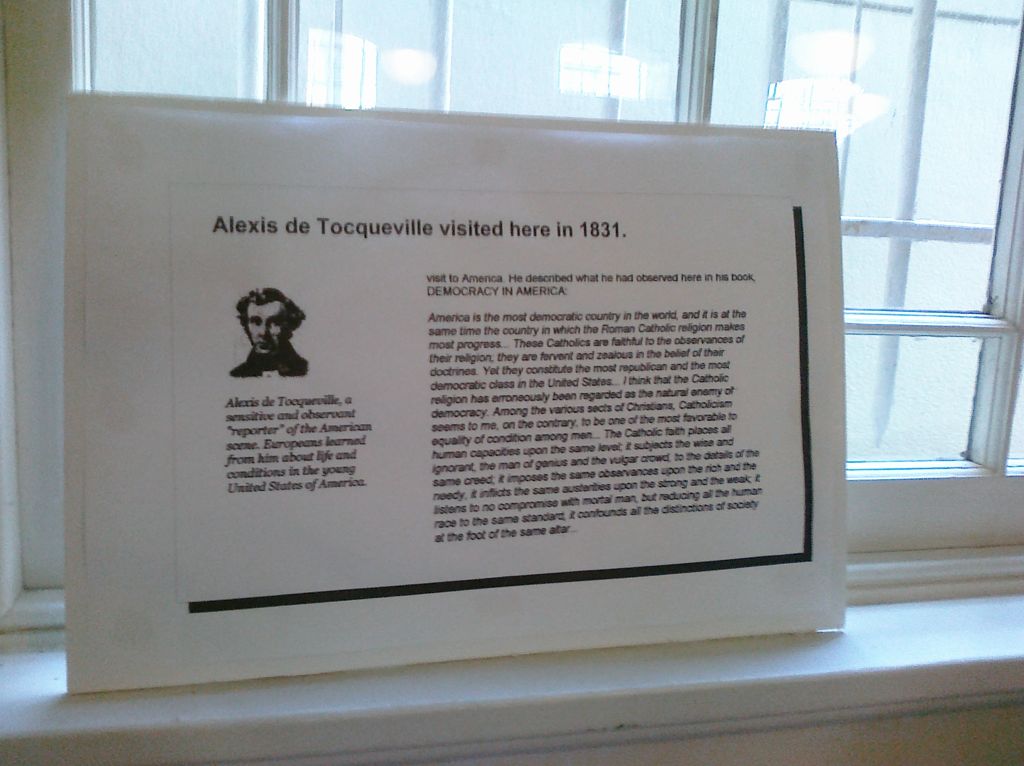 Alexis de Tocqueville visited here in 1831.
Alexis de Tocqueville, a
sensitive and observant
"reporter" of the American
scene. Europeans learned
from him about life and
conditions in the young
United States of America.
visit to America. He described what he had observed here in his book,
DEMOCRACY IN AMERICA:
America is the most democratic country in the world, and it is at the
same time the country in which the Roman Catholic religion makes
most progress... These Catholics are faithful to the observances of
their religion; they are fervent and zealous in the belief of their
doctrines. Yet they constitute the most republican and the most
democratic class in the United States... I think that the Catholic
religion has erroneously been regarded as the natural enemy of
democracy. Among the various sects of Christians, Catholicism
seems to me, on the contrary, to be one of the most favorable to
equality of condition among men... The Catholic faith places all
human capacities upon the same level; it subjects the wise and
ignorant, the man of genius and the vulgar crowd, to the details of the
same creed; it imposes the same observances upon the rich and the
needy, it inflicts the same austerities upon the strong and the weak; it
listens to no compromise with mortal man, but reducing all the human
race to the same standard, it confounds all the distinctions of society
at the foot of the same altar...